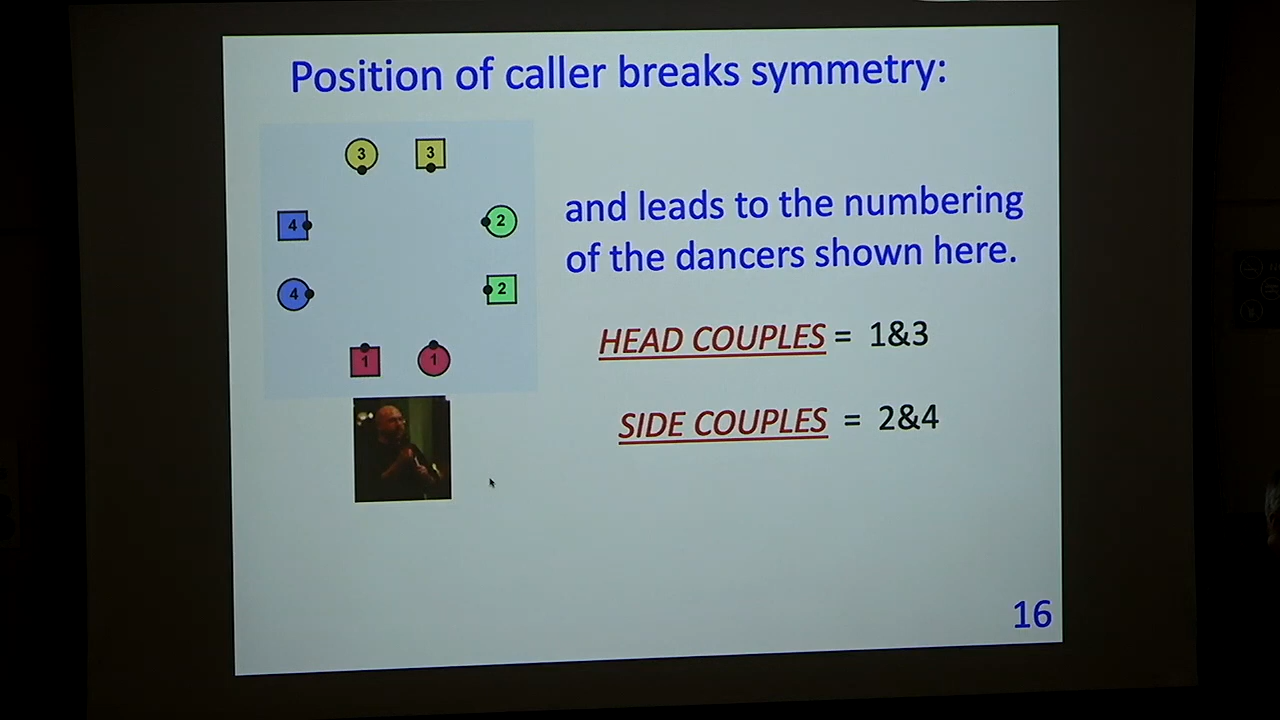 Position of caller breaks symmetry:
3 3
4 2
4 2
1 1
and leads to the numbering
of the dancers shown here.
HEAD COUPLES = 1&3
SIDE COUPLES = 2&4
16